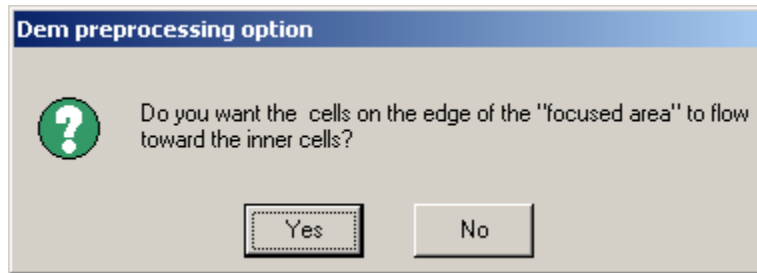 Dem preprocessing option
Do you want the  cells on the edge of the "focused area" to flow
toward the inner cells?
Yes
No